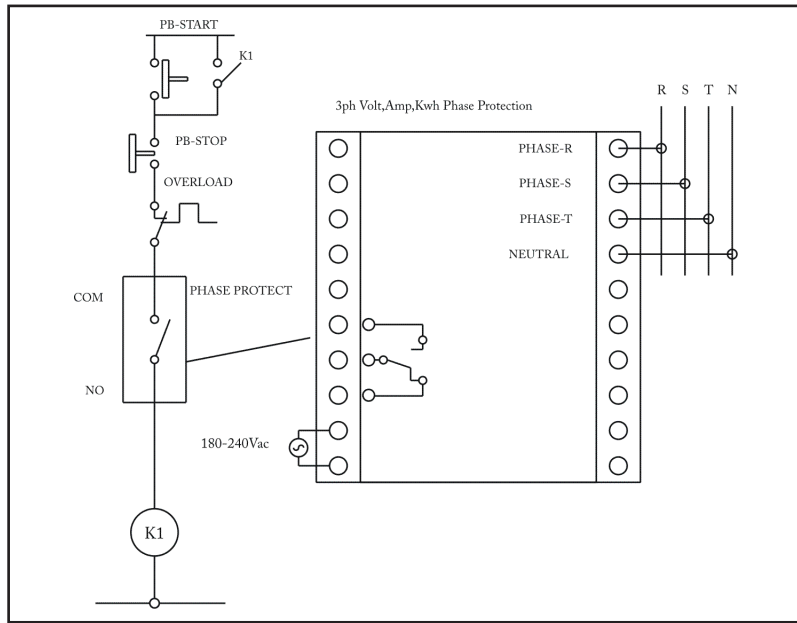 PB-START
K1
3ph Volt,Amp,Kwh Phase Protection
R S T N
PB-STOP
PHASE-R
OVERLOAD
PHASE-S
PHASE-T
NEUTRAL
PHASE PROTECT
COM
NO
180-240Vac
K1